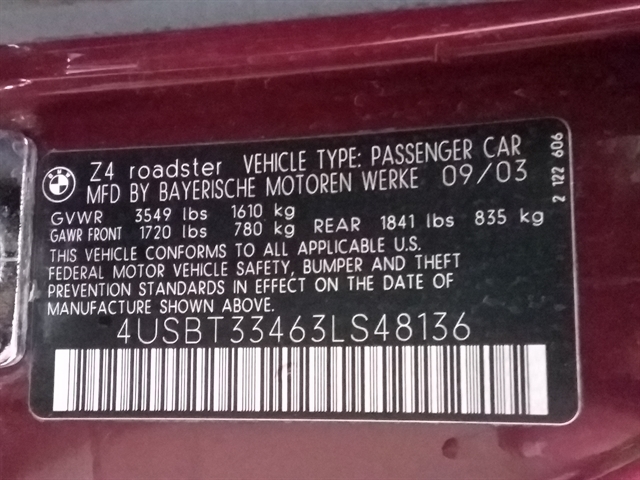 BMW
Z4 roadster VEHICLE TYPE: PASSENGER CAR
MFD BY BAYERISCHE MOTOREN WERKE 09/03
GVWR 3549 lbs 1610 kg
GAWR FRONT 1720 lbs 780 kg REAR 1841 lbs 835 kg
THIS VEHICLE CONFORMS TO ALL APPLICABLE U.S.
FEDERAL MOTOR VEHICLE SAFETY, BUMPER AND THEFT
PREVENTION STANDARDS IN EFFECT ON THE DATE OF
MANUFACTURE SHOWN ABOVE.
4USBT33463LS48136
2 122 606